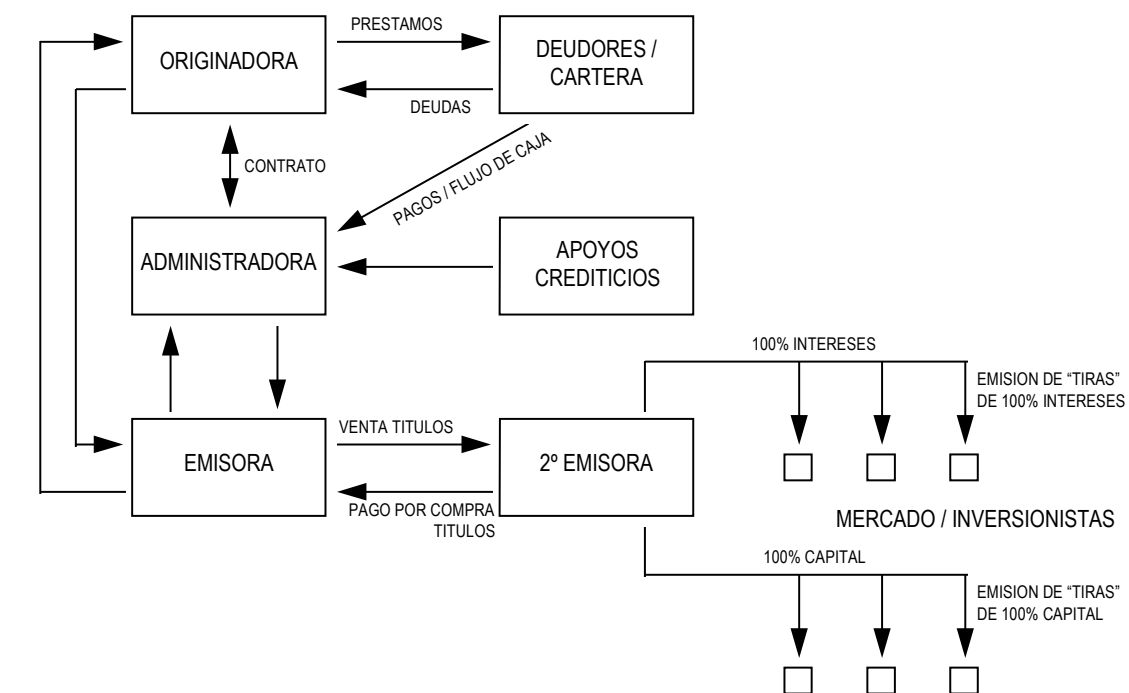 PRESTAMOS
ORIGINADORA
DEUDORES /
CARTERA
DEUDAS
CONTRATO
PAGOS / FLUJO DE CAJA
ADMINISTRADORA
APOYOS
CREDITICIOS
100% INTERESES
EMISION DE “TIRAS”
DE 100% INTERESES
VENTA TITULOS
EMISORA
2º EMISORA
PAGO POR COMPRA
TITULOS
MERCADO / INVERSIONISTAS
100% CAPITAL
EMISION DE “TIRAS”
DE 100% CAPITAL